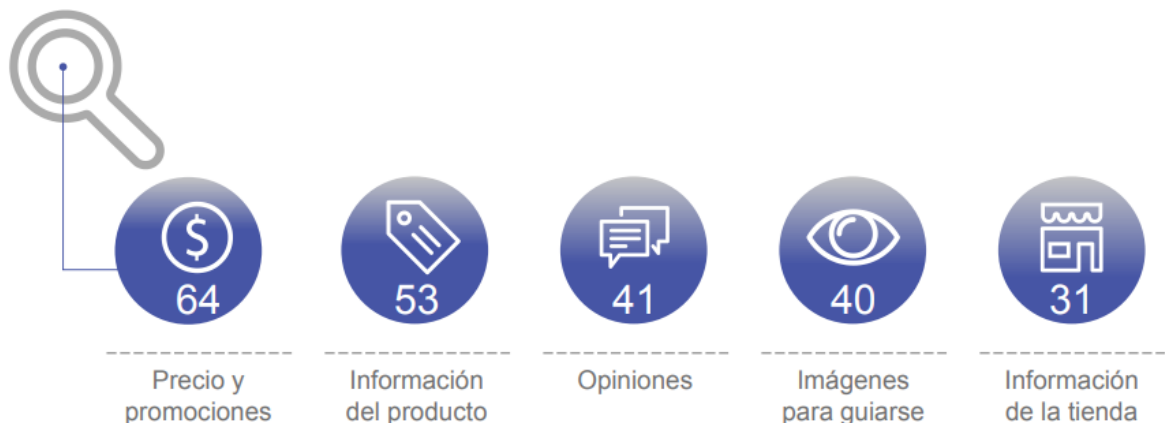 $
64
53
41
40
31
Precio y
promociones
Información
del producto
Opiniones
Imágenes
para guiarse
Información
de la tienda